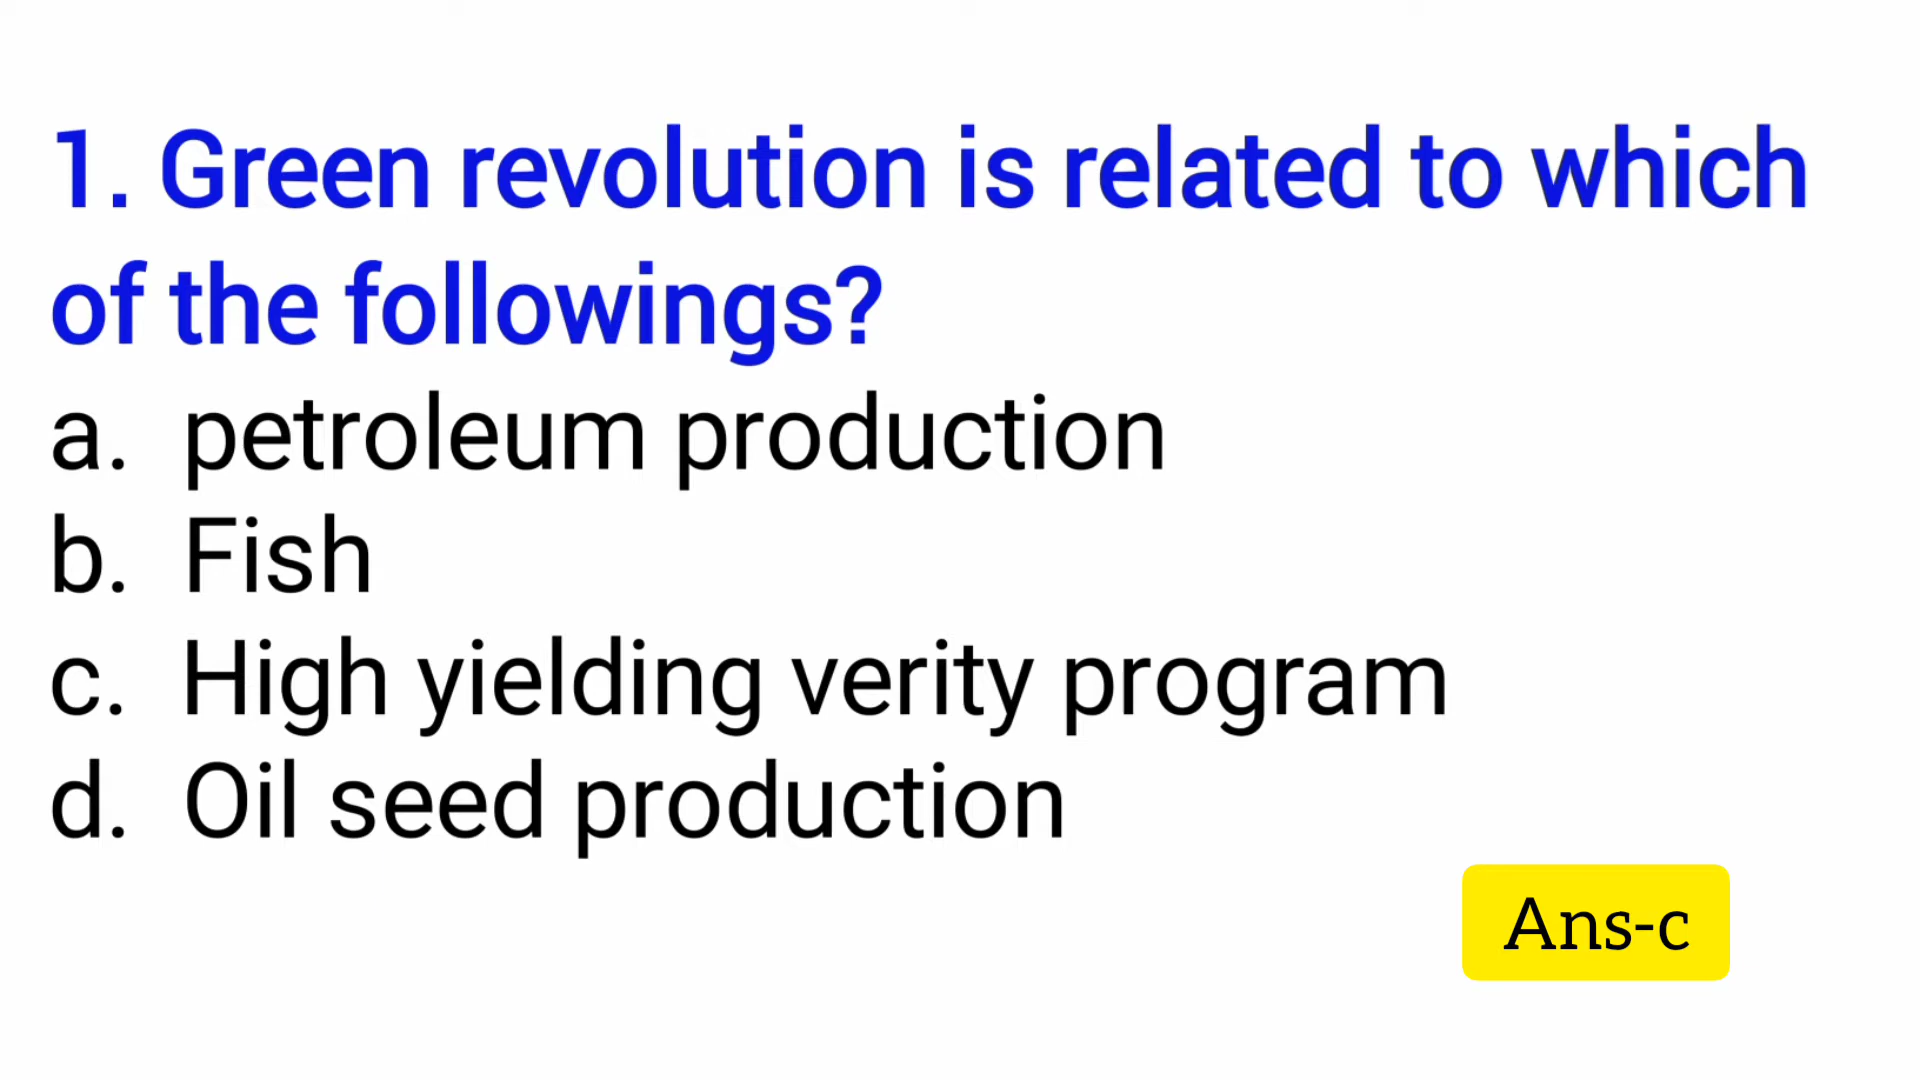 1. Green revolution is related to which
of the followings?
a. petroleum production
b. Fish
c. High yielding verity program
d. Oil seed production
Ans-c